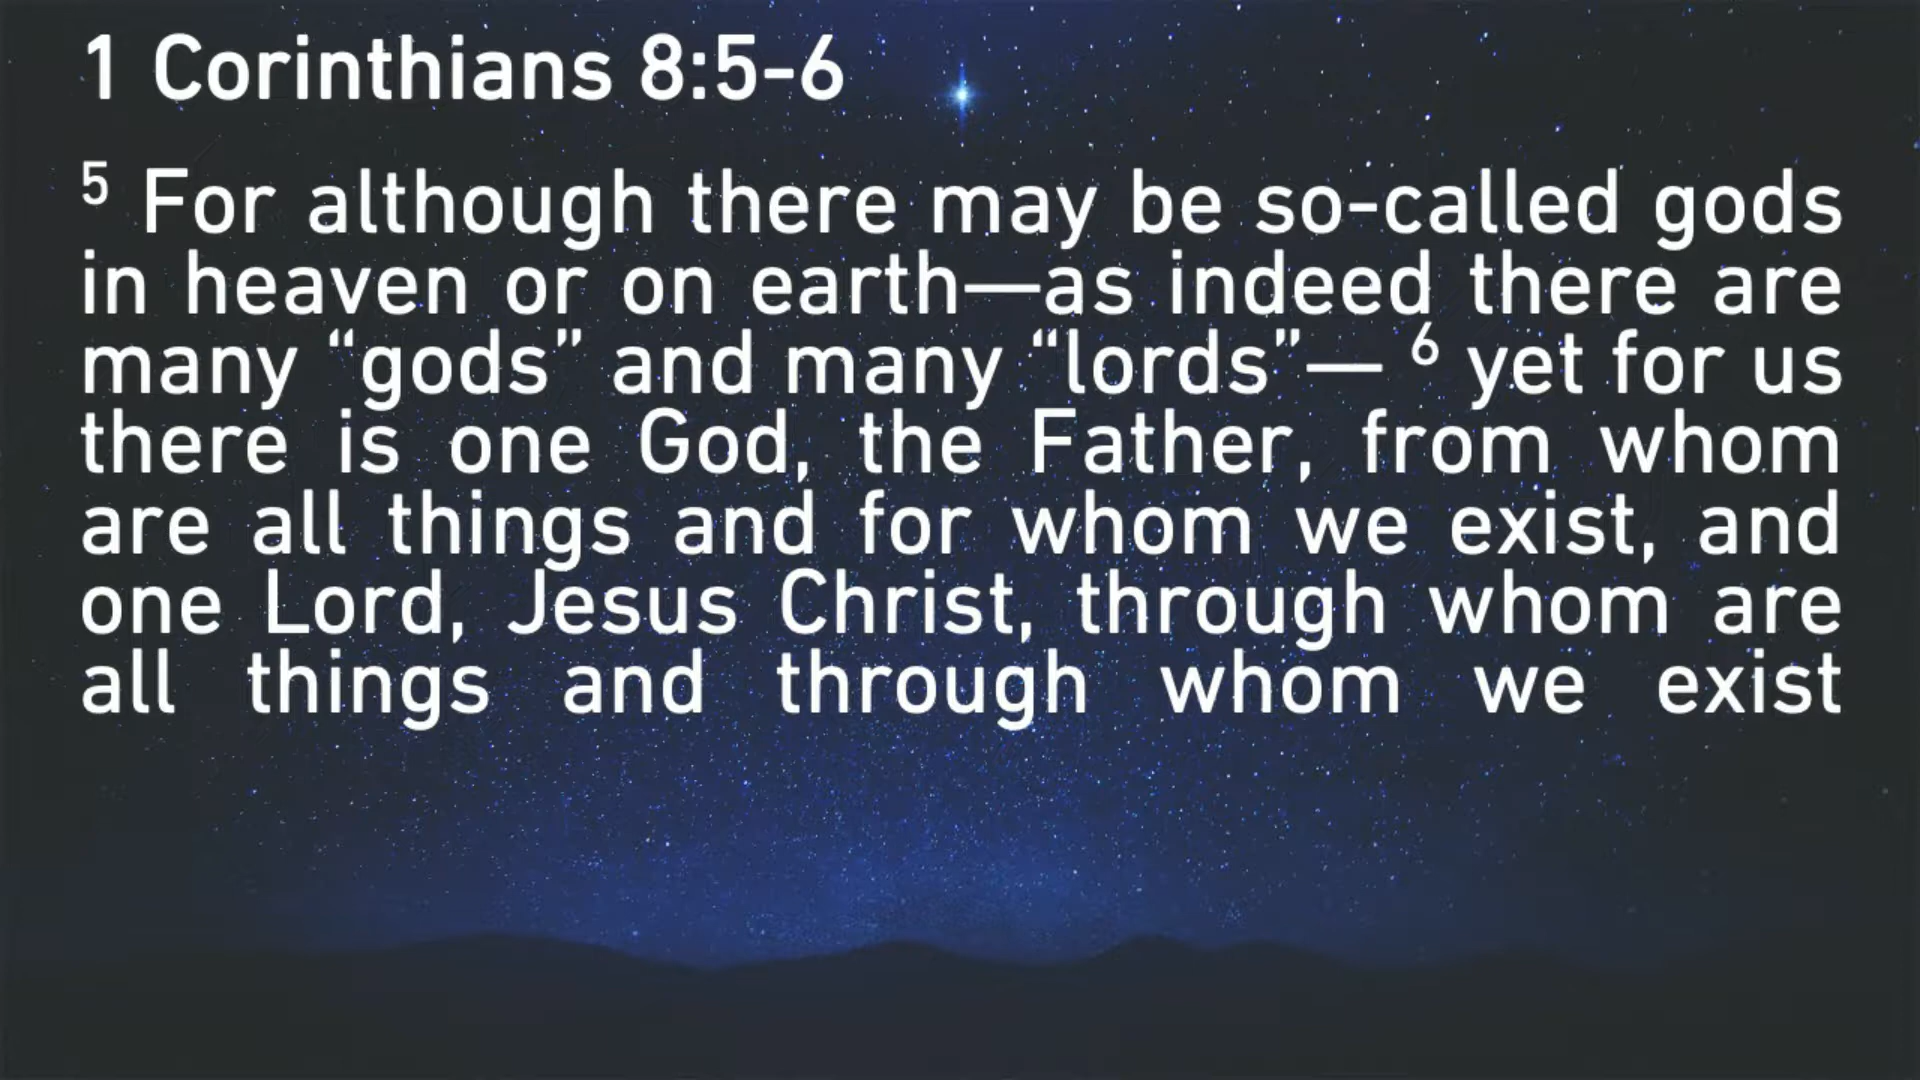 1 Corinthians 8:5-6
5 For although there may be so-called gods
in heaven or on earth—as indeed there are
many “gods” and many “lords”— 6 yet for us
there is one God, the Father, from whom
are all things and for whom we exist, and
one Lord, Jesus Christ, through whom are
all things and through whom we exist